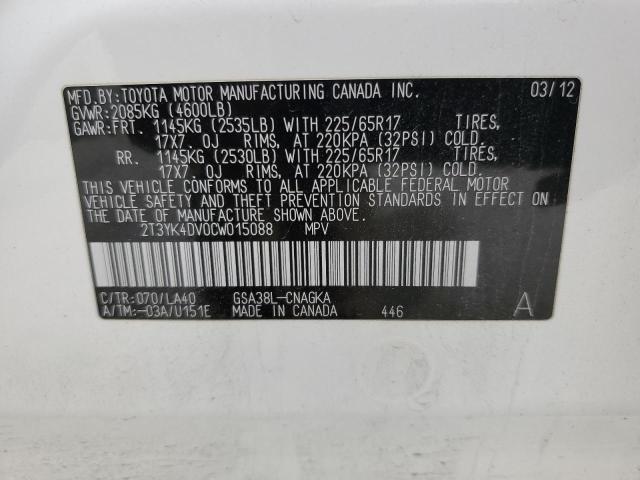 MFD.BY:TOYOTA MOTOR MANUFACTURING CANADA INC. 03/12
GVWR:2085KG (4600LB)
GAWR:FRT. 1145KG (2535LB) WITH 225/65R17 TIRES,
17X7.0J RIMS, AT 220KPA (32PSI) COLD.
RR. 1145KG (2530LB) WITH 225/65R17 TIRES,
17X7.0J RIMS, AT 220KPA (32PSI) COLD.
THIS VEHICLE CONFORMS TO ALL APPLICABLE FEDERAL MOTOR
VEHICLE SAFETY AND THEFT PREVENTION STANDARDS IN EFFECT ON
THE DATE OF MANUFACTURE SHOWN ABOVE.
2T3YK4DV0CW015088 MPV
C/TR:070/LA40 GSA38L-CNAGKA
A/TM:-03A/U151E MADE IN CANADA 446 A